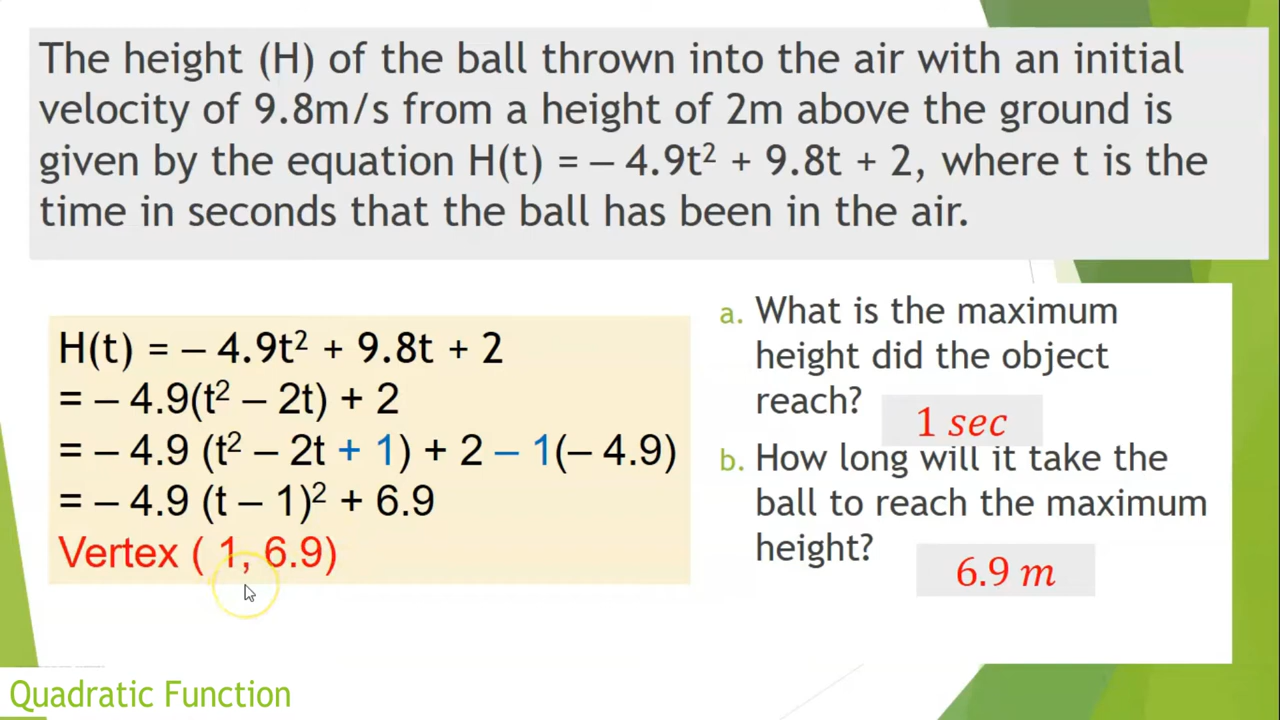 The height (H) of the ball thrown into the air with an initial
velocity of 9.8m/s from a height of 2m above the ground is
given by the equation H(t) = – 4.9t² + 9.8t + 2, where t is the
time in seconds that the ball has been in the air.
H(t) = – 4.9t² + 9.8t + 2
= – 4.9(t² – 2t) + 2
= – 4.9 (t² – 2t + 1) + 2 – 1(– 4.9)
= – 4.9 (t – 1)² + 6.9
Vertex ( 1, 6.9)
a. What is the maximum
height did the object
reach?
1 sec
b. How long will it take the
ball to reach the maximum
height?
6.9 m
Quadratic Function